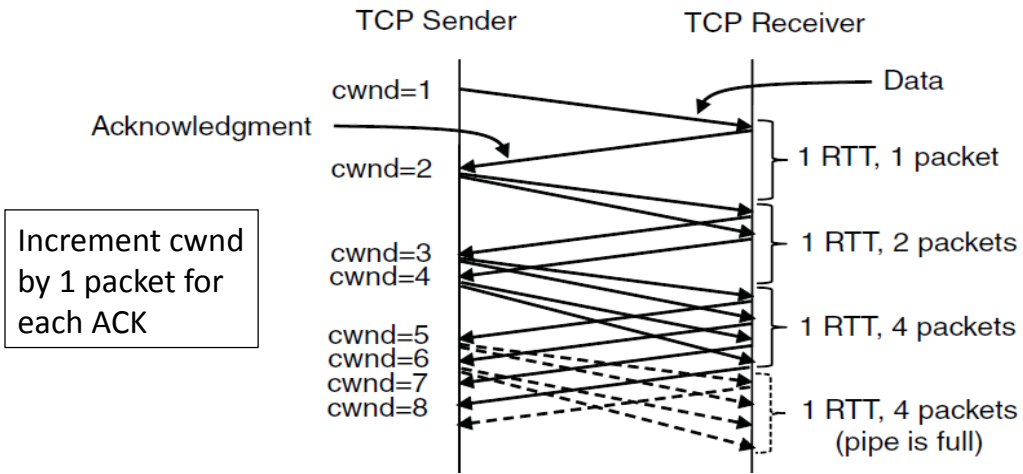 TCP Sender
TCP Receiver
cwnd=1
Data
Acknowledgment
1 RTT, 1 packet
cwnd=2
Increment cwnd
by 1 packet for
each ACK
1 RTT, 2 packets
cwnd=3
cwnd=4
1 RTT, 4 packets
cwnd=5
cwnd=6
cwnd=7
cwnd=8
1 RTT, 4 packets
(pipe is full)